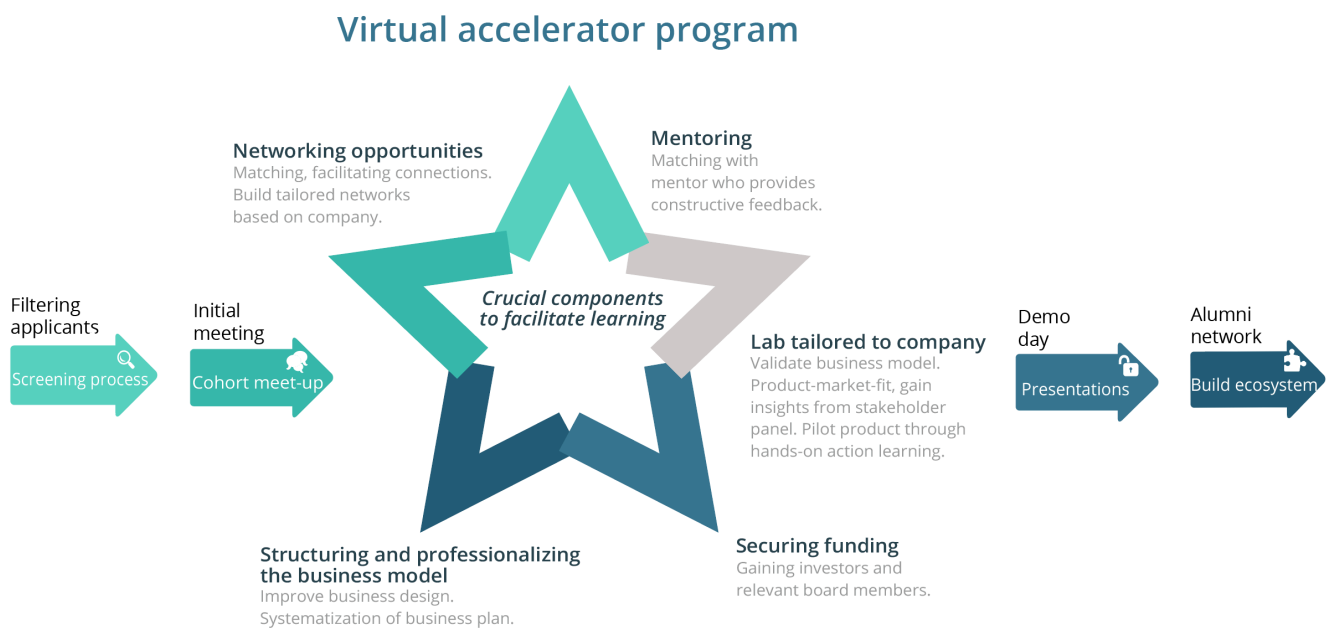 Virtual accelerator program
Networking opportunities
Matching, facilitating connections.
Build tailored networks
based on company.
Mentoring
Matching with
mentor who provides
constructive feedback.
Filtering
applicants
Screening process
Initial
meeting
Cohort meet-up
Crucial components
to facilitate learning
Lab tailored to company
Validate business model.
Product-market-fit, gain
insights from stakeholder
panel. Pilot product through
hands-on action learning.
Demo
day
Presentations
Alumni
network
Build ecosystem
Structuring and professionalizing
the business model
Improve business design.
Systematization of business plan.
Securing funding
Gaining investors and
relevant board members.